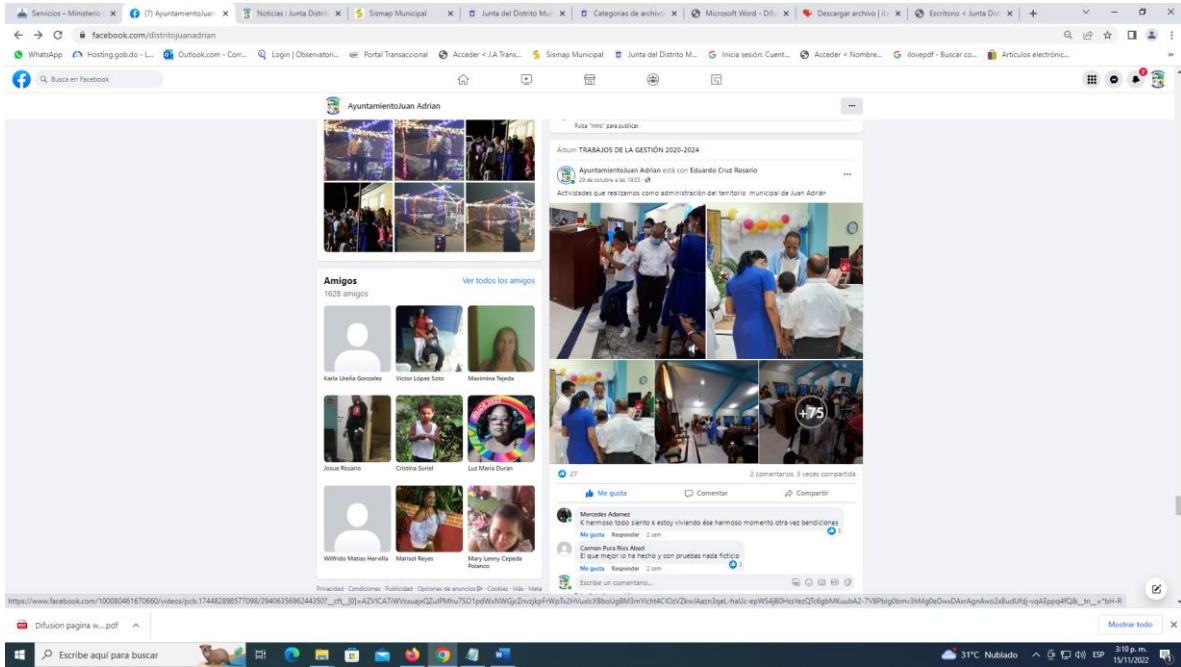 Servicios – Ministerio
(7) AyuntamientoJuan
Noticias : Junta Distri
Sismap Municipal
Junta del Distrito Mun
Categorias de archivo
Microsoft Word - Difu
Descargar archivo | iLo
Escritorio < Junta Dis
facebook.com/distritojuanadrian
WhatsApp
Hosting.gob.do - L...
Outlook.com - Corr...
Login | Observatori...
Portal Transaccional
Acceder < J.A Trans...
Sismap Municipal
Junta del Distrito M...
G Inicia sesión: Cuent...
Acceder < Nombre...
G ilovepdf - Buscar co...
Artículos electrónic...
Busca en Facebook
7
AyuntamientoJuan Adrian
Pulsa "Intro" para publicar.
Álbum TRABAJOS DE LA GESTIÓN 2020-2024
AyuntamientoJuan Adrian está con Eduardo Cruz Rosario
29 de octubre a las 19:05
Actividades que realizamos como administración del territorio municipal de Juan Adrián
+75
Amigos
Ver todos los amigos
1628 amigos
Karla Ureña Gonzalez
Victor López Soto
Maximina Tejeda
Josue Rosario
Cristina Suriel
Luz Maria Duran
Wilfrido Matias Hervilla
Marisol Reyes
Mary Lenny Capeda Polanco
27
2 comentarios 3 veces compartida
Me gusta
Comentar
Compartir
Mercedes Adamez
K hermoso todo siento k estoy viviendo ése hermoso momento otra vez bendiciones
3
Me gusta Responder 2 sem
Carmen Pura Ríos Abad
El que mejor lo ha hecho y con pruebas nada ficticio
3
Me gusta Responder 2 sem
Escribe un comentario...
Privacidad · Condiciones · Publicidad · Opciones de anuncios · Cookies · Más · Meta
Difusion pagina w....pdf
Mostrar todo
Escribe aquí para buscar
31°C Nublado
ESP
3:10 p. m.
15/11/2022